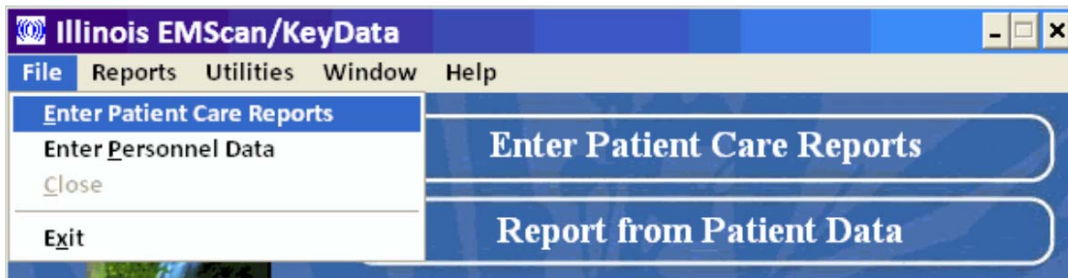 Illinois EMScan/KeyData
File Reports Utilities Window Help
Enter Patient Care Reports
Enter Personnel Data
Close
Exit
Enter Patient Care Reports
Report from Patient Data